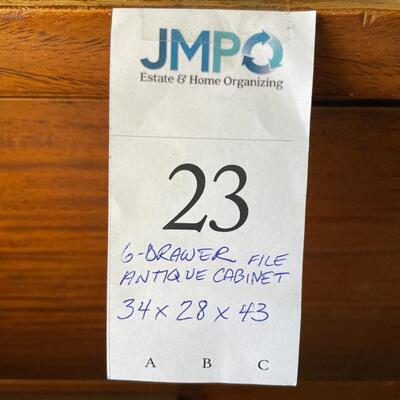 JMPO
Estate & Home Organizing
23
6-DRAWER FILE
ANTIQUE CABINET
34 x 28 x 43
A B C